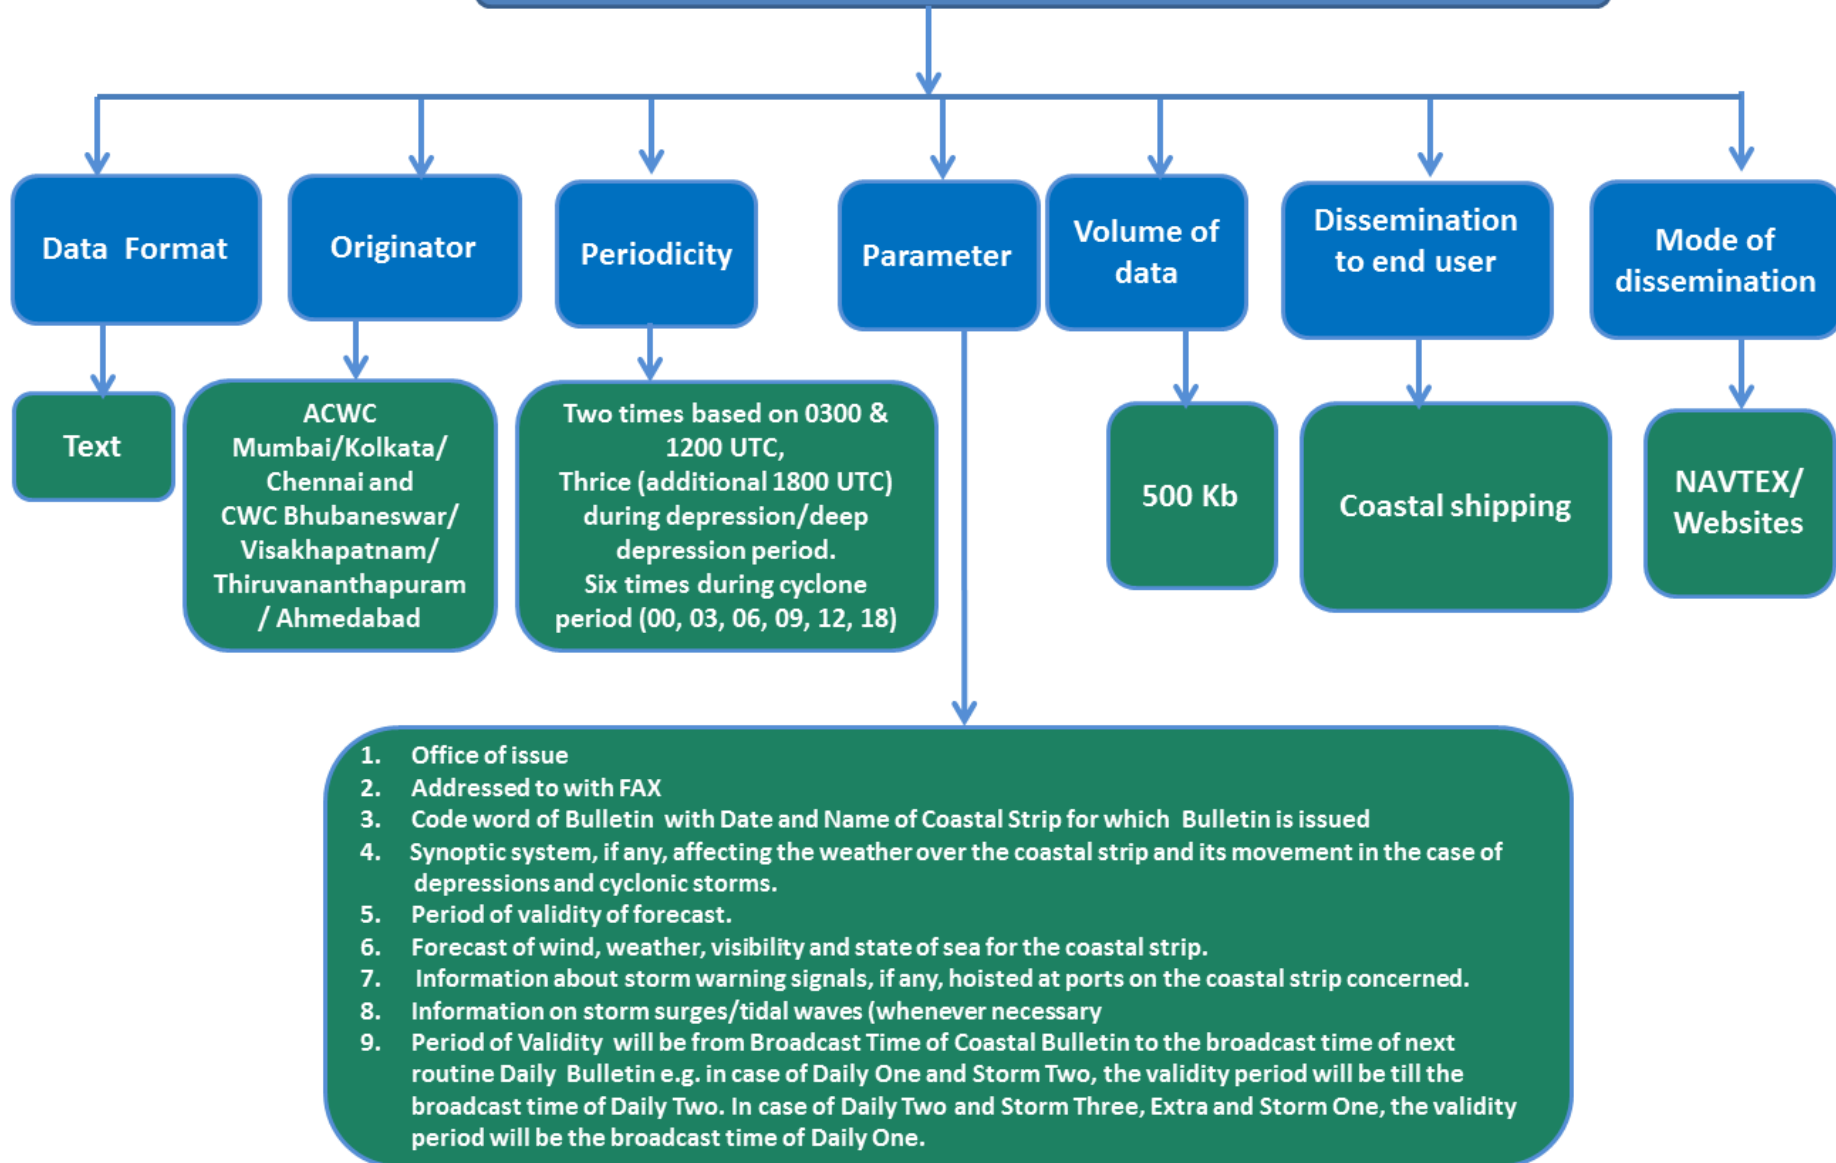 Data Format
Originator
Periodicity
Parameter
Volume of
data
Dissemination
to end user
Mode of
dissemination
Text
ACWC
Mumbai/Kolkata/
Chennai and
CWC Bhubaneswar/
Visakhapatnam/
Thiruvananthapuram
/ Ahmedabad
Two times based on 0300 &
1200 UTC,
Thrice (additional 1800 UTC)
during depression/deep
depression period.
Six times during cyclone
period (00, 03, 06, 09, 12, 18)
500 Kb
Coastal shipping
NAVTEX/
Websites
1. Office of issue
2. Addressed to with FAX
3. Code word of Bulletin with Date and Name of Coastal Strip for which Bulletin is issued
4. Synoptic system, if any, affecting the weather over the coastal strip and its movement in the case of
depressions and cyclonic storms.
5. Period of validity of forecast.
6. Forecast of wind, weather, visibility and state of sea for the coastal strip.
7. Information about storm warning signals, if any, hoisted at ports on the coastal strip concerned.
8. Information on storm surges/tidal waves (whenever necessary
9. Period of Validity will be from Broadcast Time of Coastal Bulletin to the broadcast time of next
routine Daily Bulletin e.g. in case of Daily One and Storm Two, the validity period will be till the
broadcast time of Daily Two. In case of Daily Two and Storm Three, Extra and Storm One, the validity
period will be the broadcast time of Daily One.